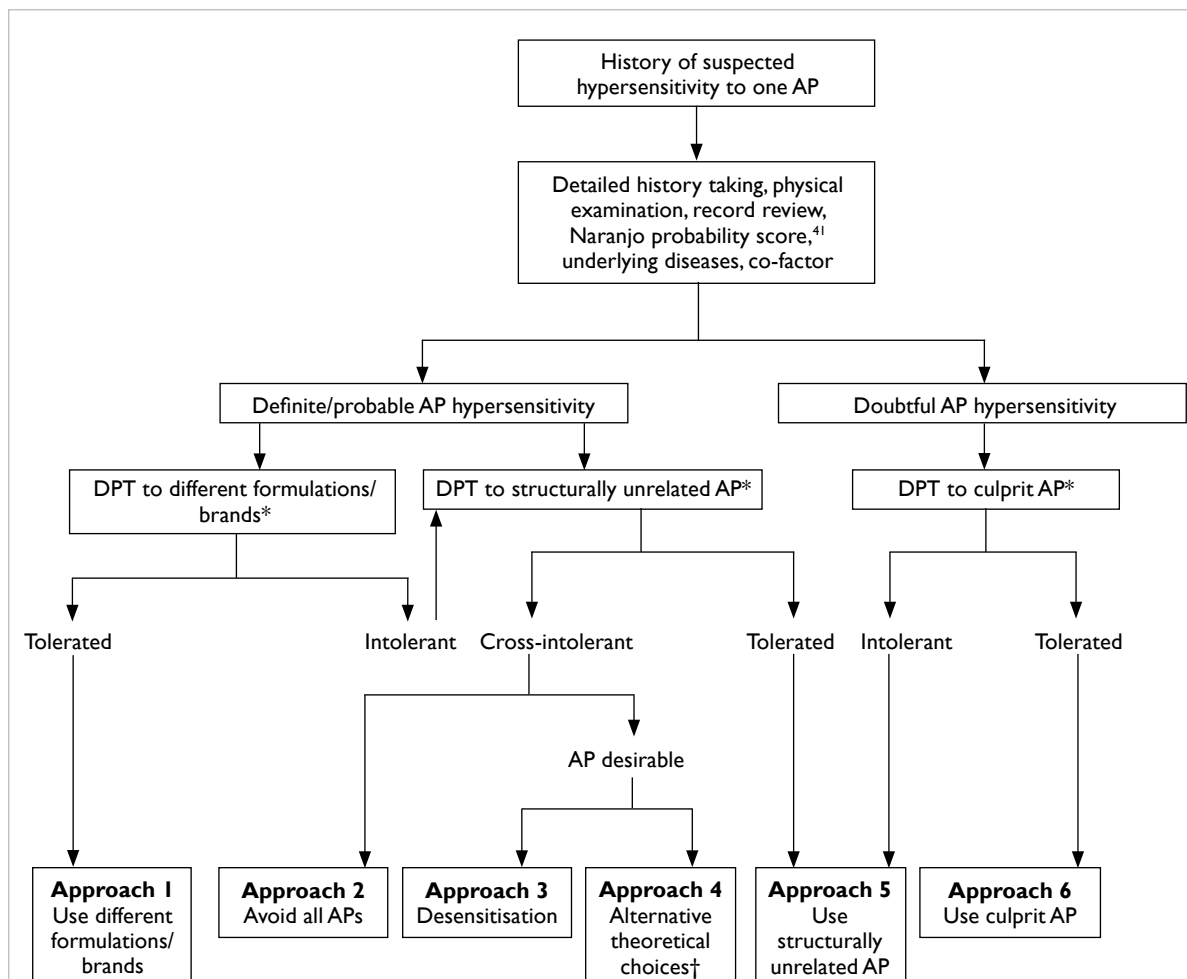 History of suspected
hypersensitivity to one AP
Detailed history taking, physical
examination, record review,
Naranjo probability score,41
underlying diseases, co-factor
Definite/probable AP hypersensitivity
Doubtful AP hypersensitivity
DPT to different formulations/
brands*
DPT to structurally unrelated AP*
DPT to culprit AP*
Tolerated
Intolerant
Cross-intolerant
Tolerated
Intolerant
Tolerated
AP desirable
Approach 1
Use different
formulations/
brands
Approach 2
Avoid all APs
Approach 3
Desensitisation
Approach 4
Alternative
theoretical
choices†
Approach 5
Use
structurally
unrelated AP
Approach 6
Use culprit AP